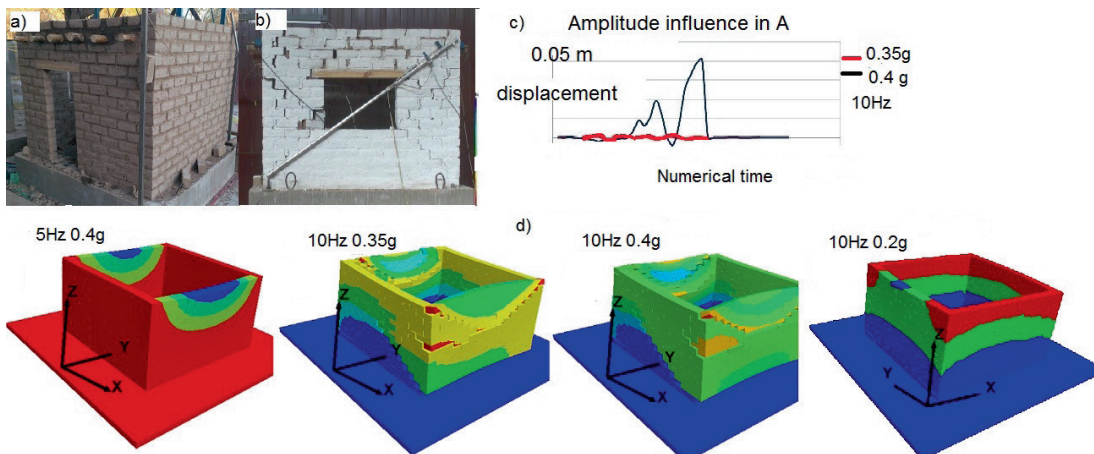 a)
b)
c)
Amplitude influence in A
0.05 m
displacement
0.35g
0.4 g
10Hz
Numerical time
d)
5Hz 0.4g
10Hz 0.35g
10Hz 0.4g
10Hz 0.2g
Z
Y
X
Z
Y
X
Z
Y
X
Z
Y
X